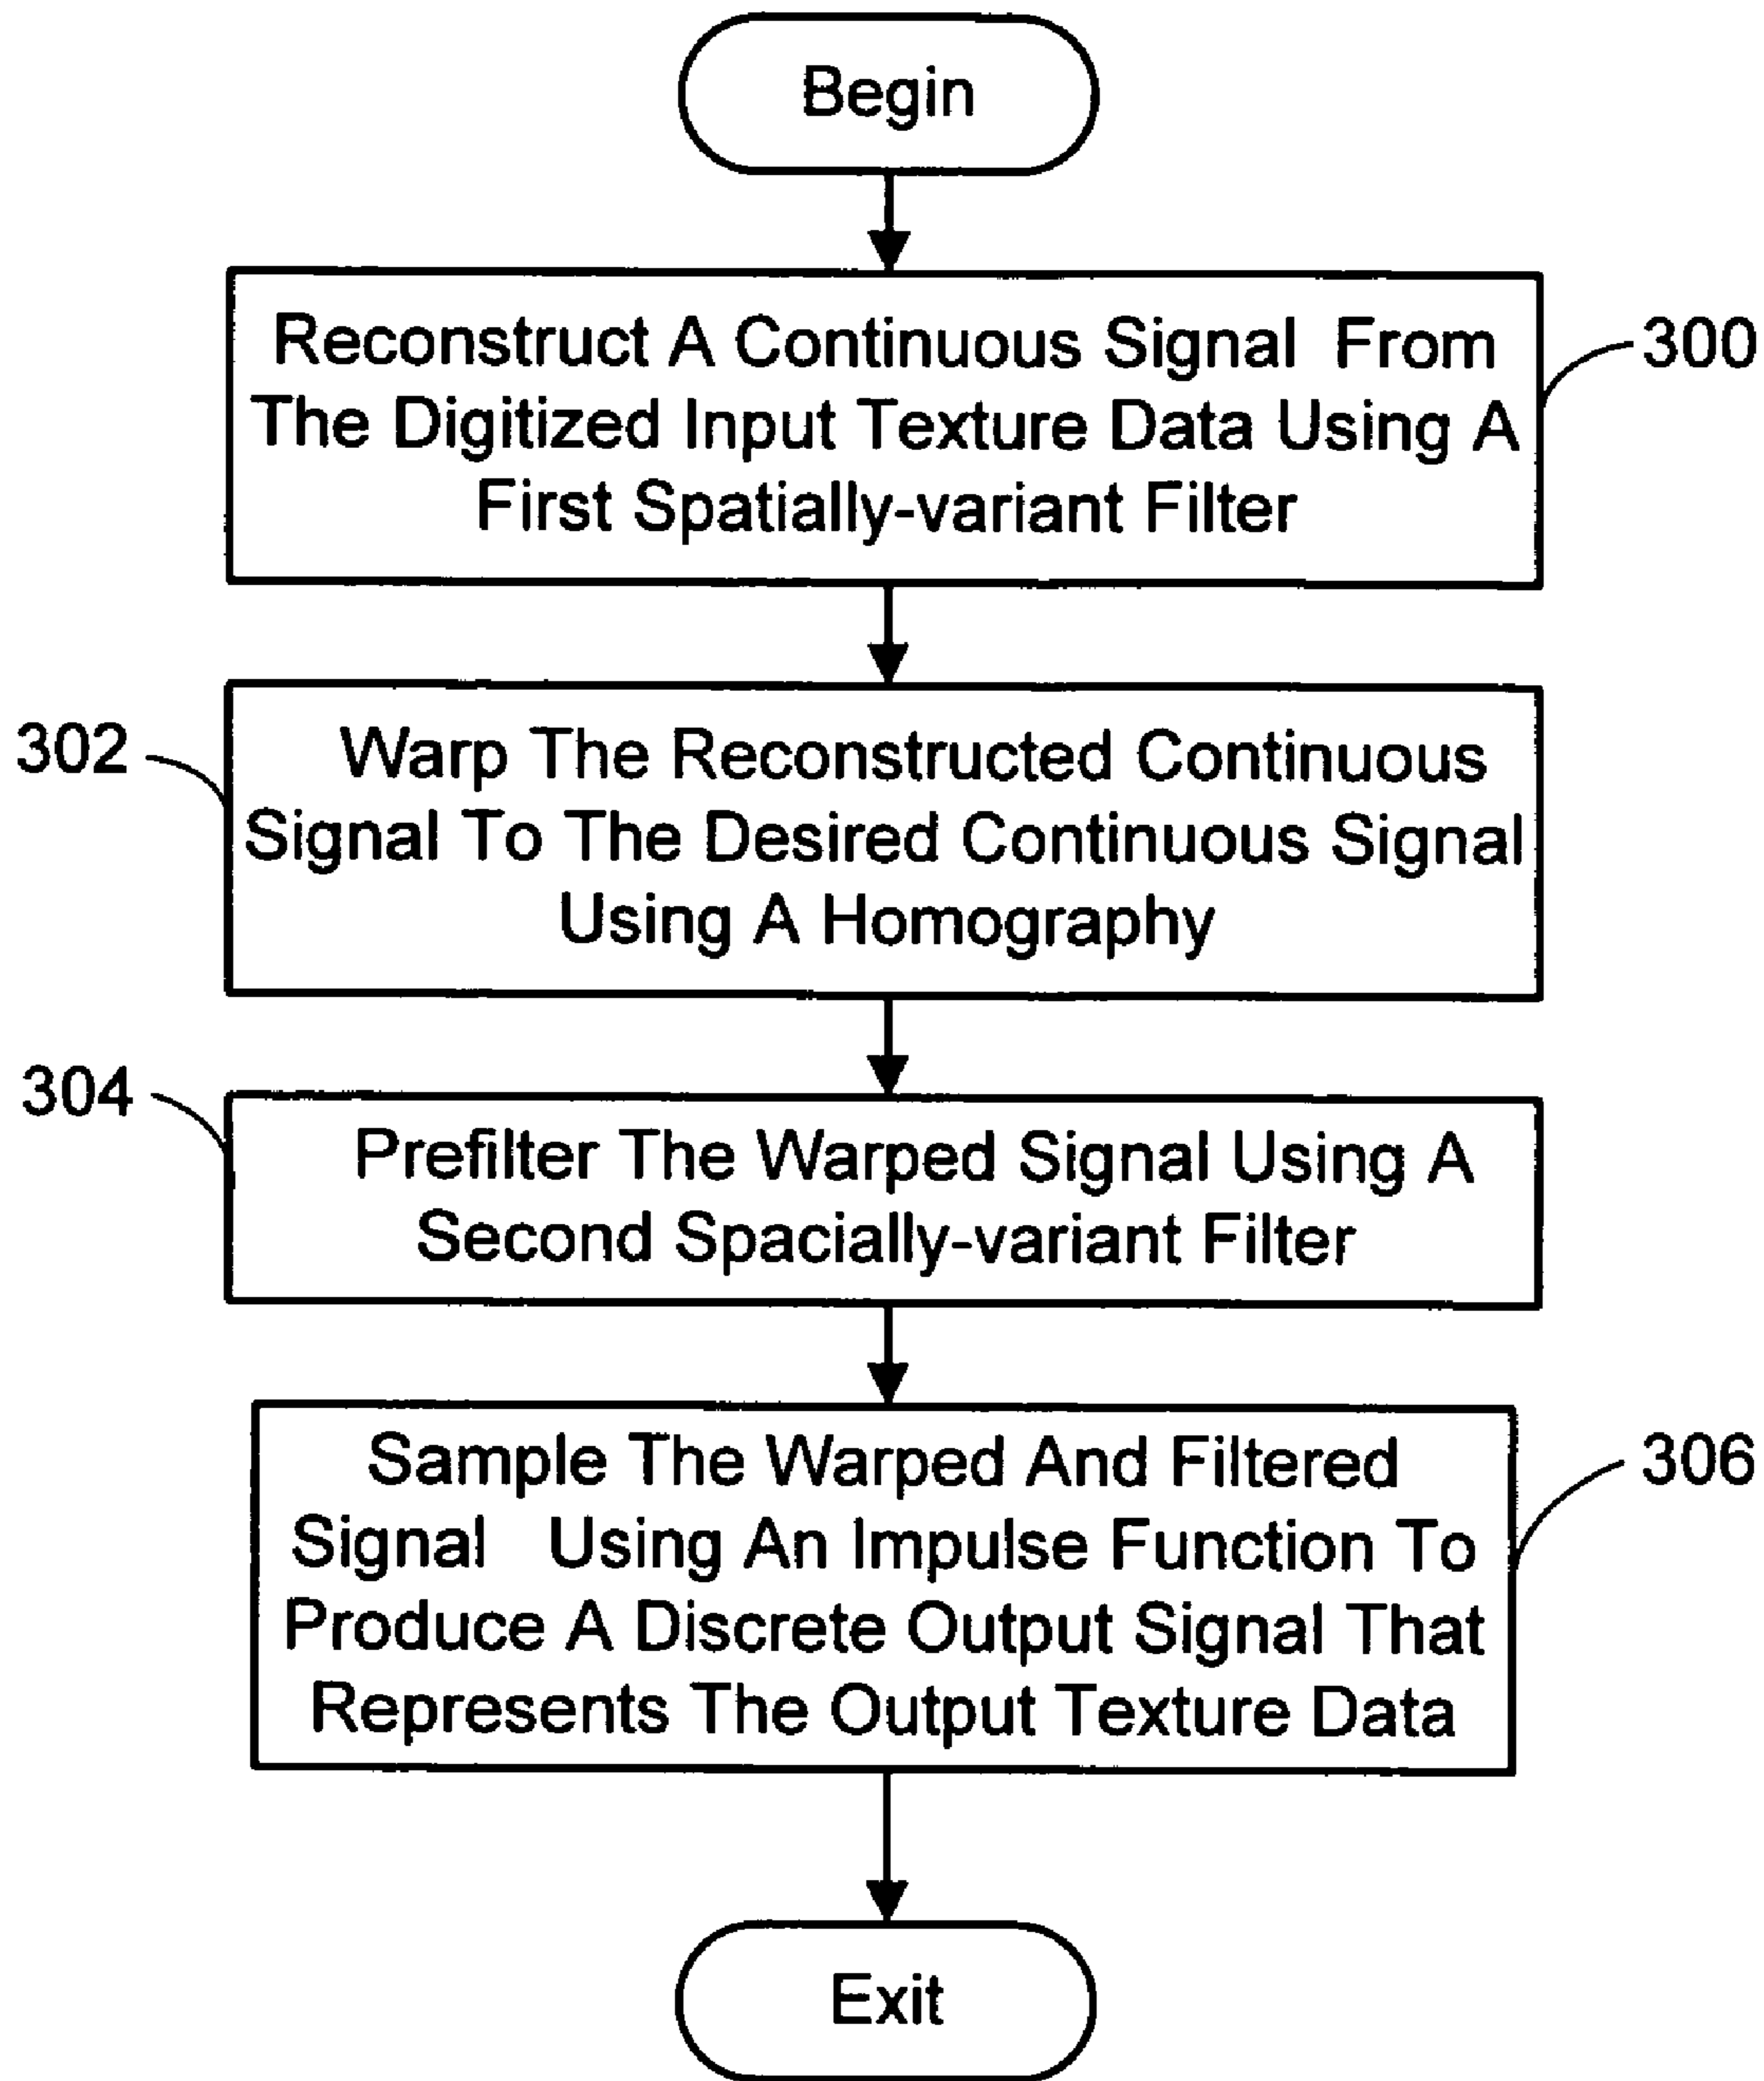 Begin
Reconstruct A Continuous Signal From
The Digitized Input Texture Data Using A
First Spatially-variant Filter
300
302
Warp The Reconstructed Continuous
Signal To The Desired Continuous Signal
Using A Homography
304
Prefilter The Warped Signal Using A
Second Spacially-variant Filter
Sample The Warped And Filtered
Signal Using An Impulse Function To
Produce A Discrete Output Signal That
Represents The Output Texture Data
306
Exit